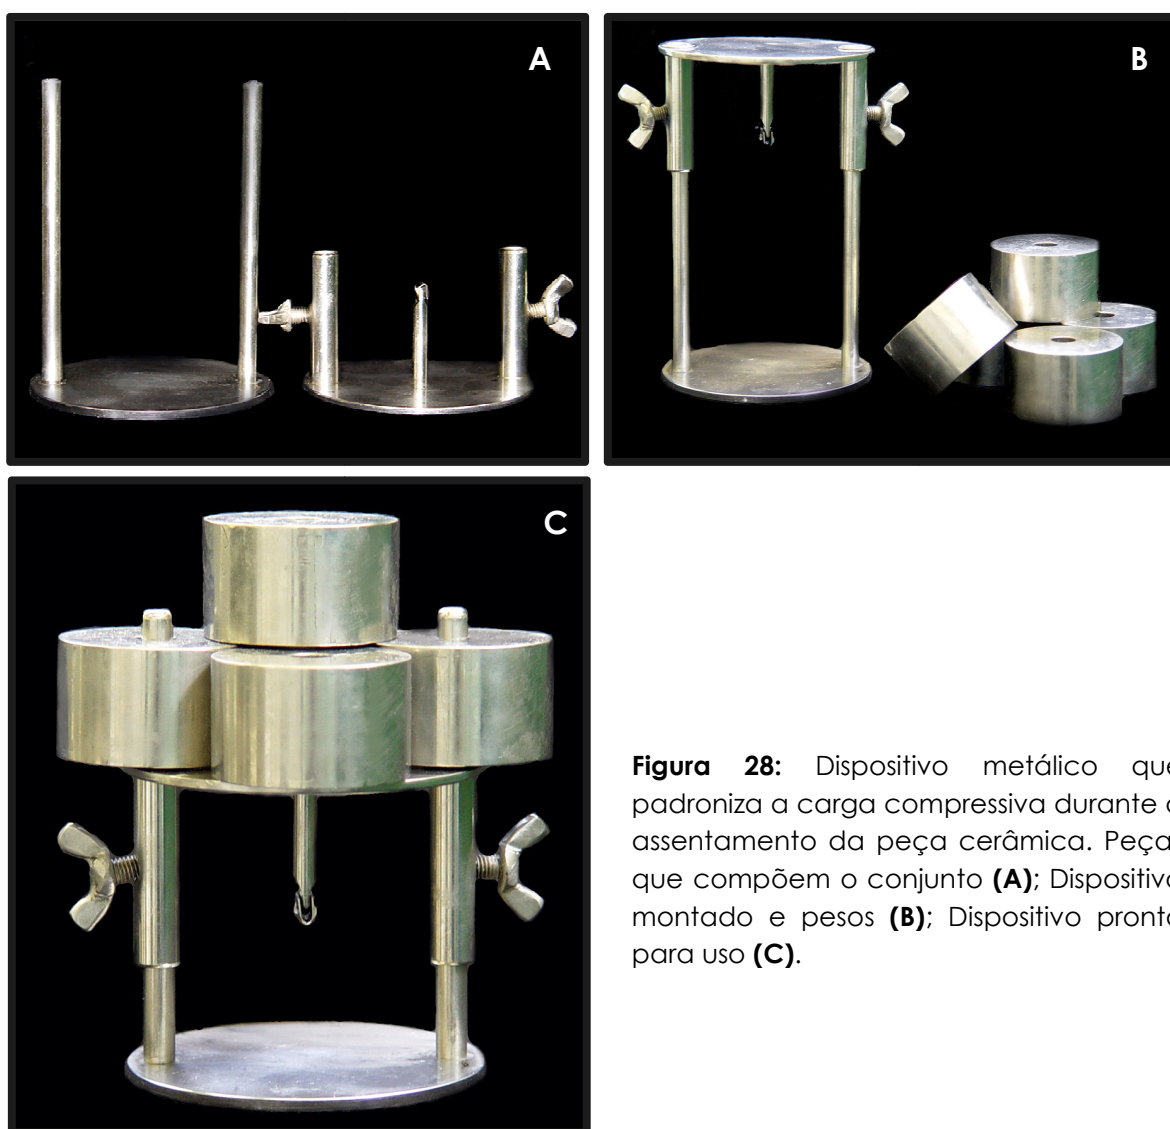 A
B
C
Figura 28: Dispositivo metálico que
padroniza a carga compressiva durante o
assentamento da peça cerâmica. Peças
que compõem o conjunto (A); Dispositivo
montado e pesos (B); Dispositivo pronto
para uso (C).